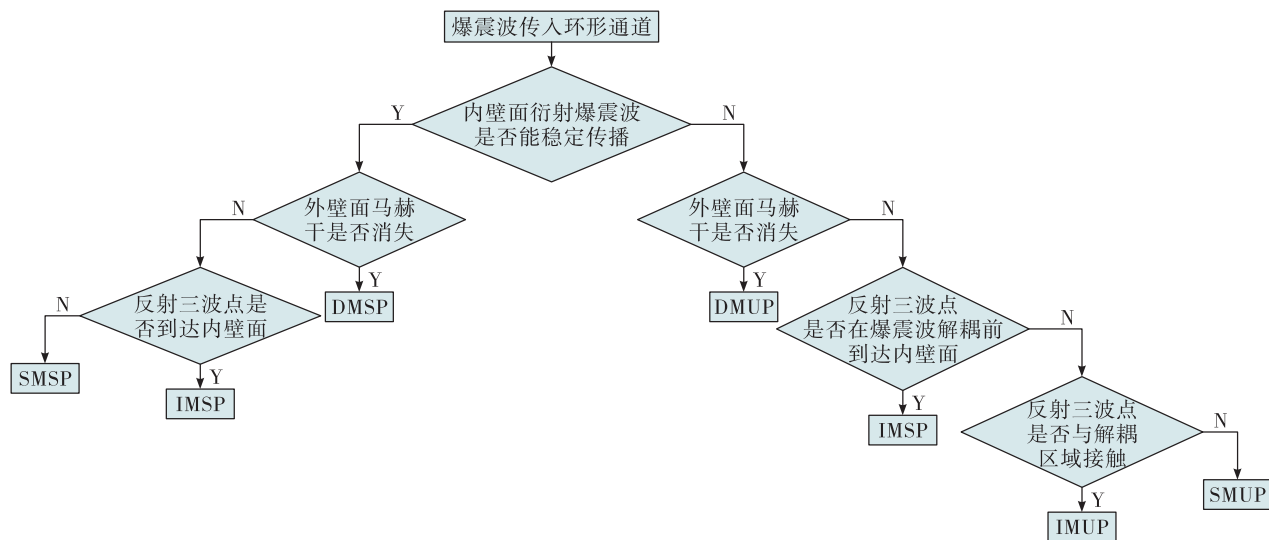 爆震波传入环形通道
内壁面衍射爆震波
是否能稳定传播
Y
N
外壁面马赫
干是否消失
N
Y
DMSP
反射三波点是
否到达内壁面
N
SMSP
Y
IMSP
外壁面马赫
干是否消失
N
Y
DMUP
反射三波点
是否在爆震波解耦前
到达内壁面
N
Y
IMSP
反射三波点
是否与解耦
区域接触
N
SMUP
Y
IMUP